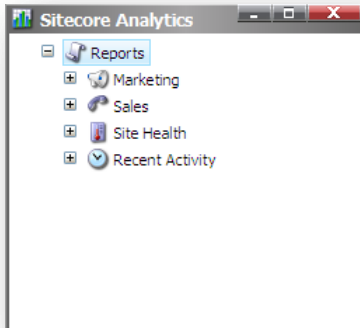 Sitecore Analytics
Reports
Marketing
Sales
Site Health
Recent Activity